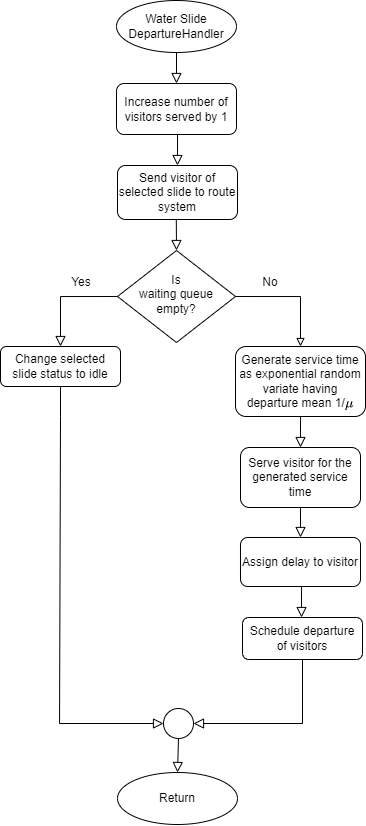 Water Slide
DepartureHandler
Increase number of
visitors served by 1
Send visitor of
selected slide to route
system
Is
waiting queue
empty?
Yes
No
Change selected
slide status to idle
Generate service time
as exponential random
variate having
departure mean 1/μ
Serve visitor for the
generated service
time
Assign delay to visitor
Schedule departure
of visitors
Return